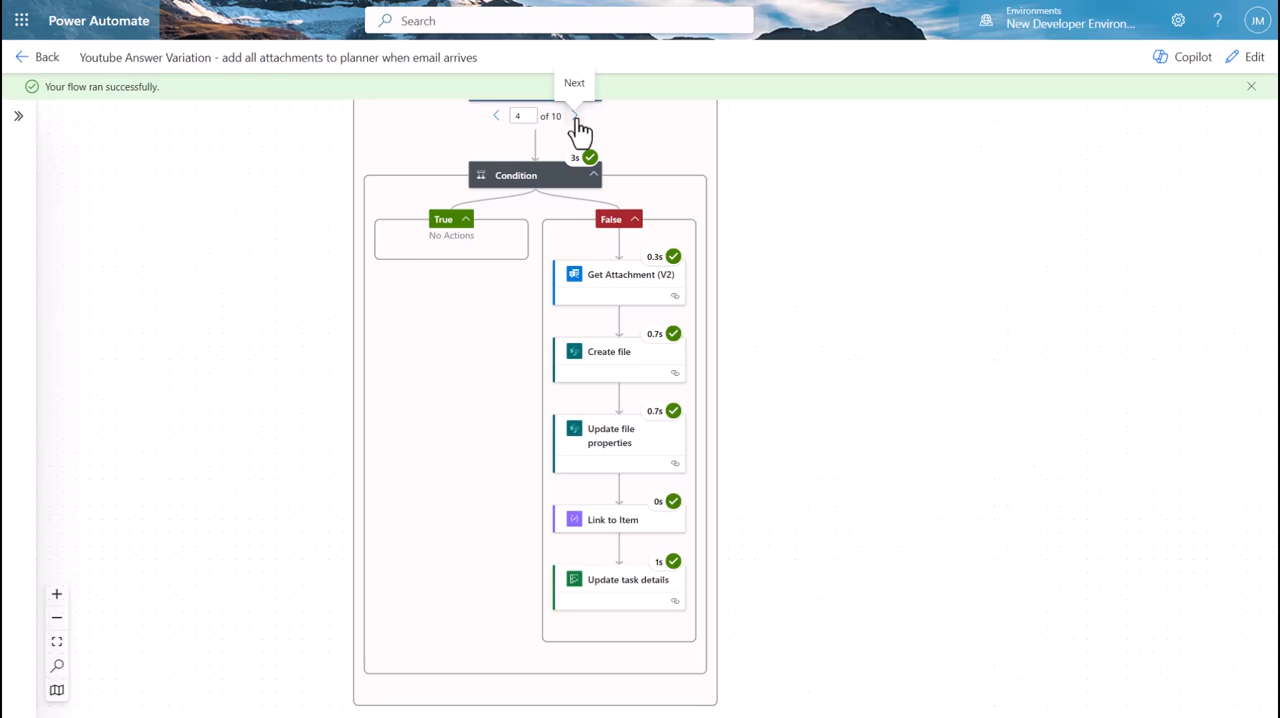 Power Automate
Search
Environments
New Developer Environ...
?
JM
Back
Youtube Answer Variation - add all attachments to planner when email arrives
Copilot
Edit
Your flow ran successfully.
Next
4 of 10
3s
Condition
True
No Actions
False
0.3s
Get Attachment (V2)
0.7s
Create file
0.7s
Update file
properties
0s
Link to Item
1s
Update task details